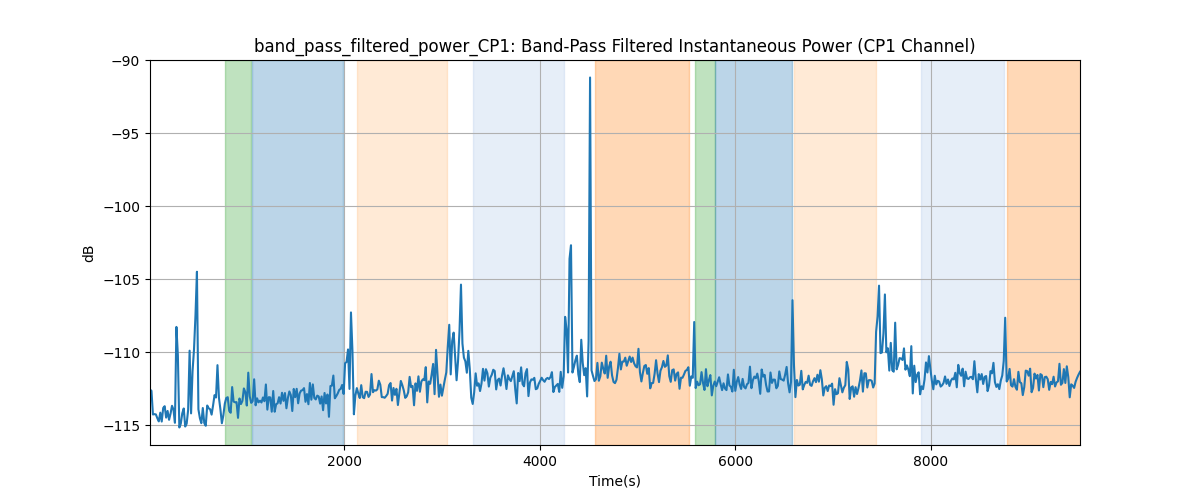 band_pass_filtered_power_CP1: Band-Pass Filtered Instantaneous Power (CP1 Channel)
−90
−95
−100
−105
−110
−115
dB
2000 4000 6000 8000
Time(s)